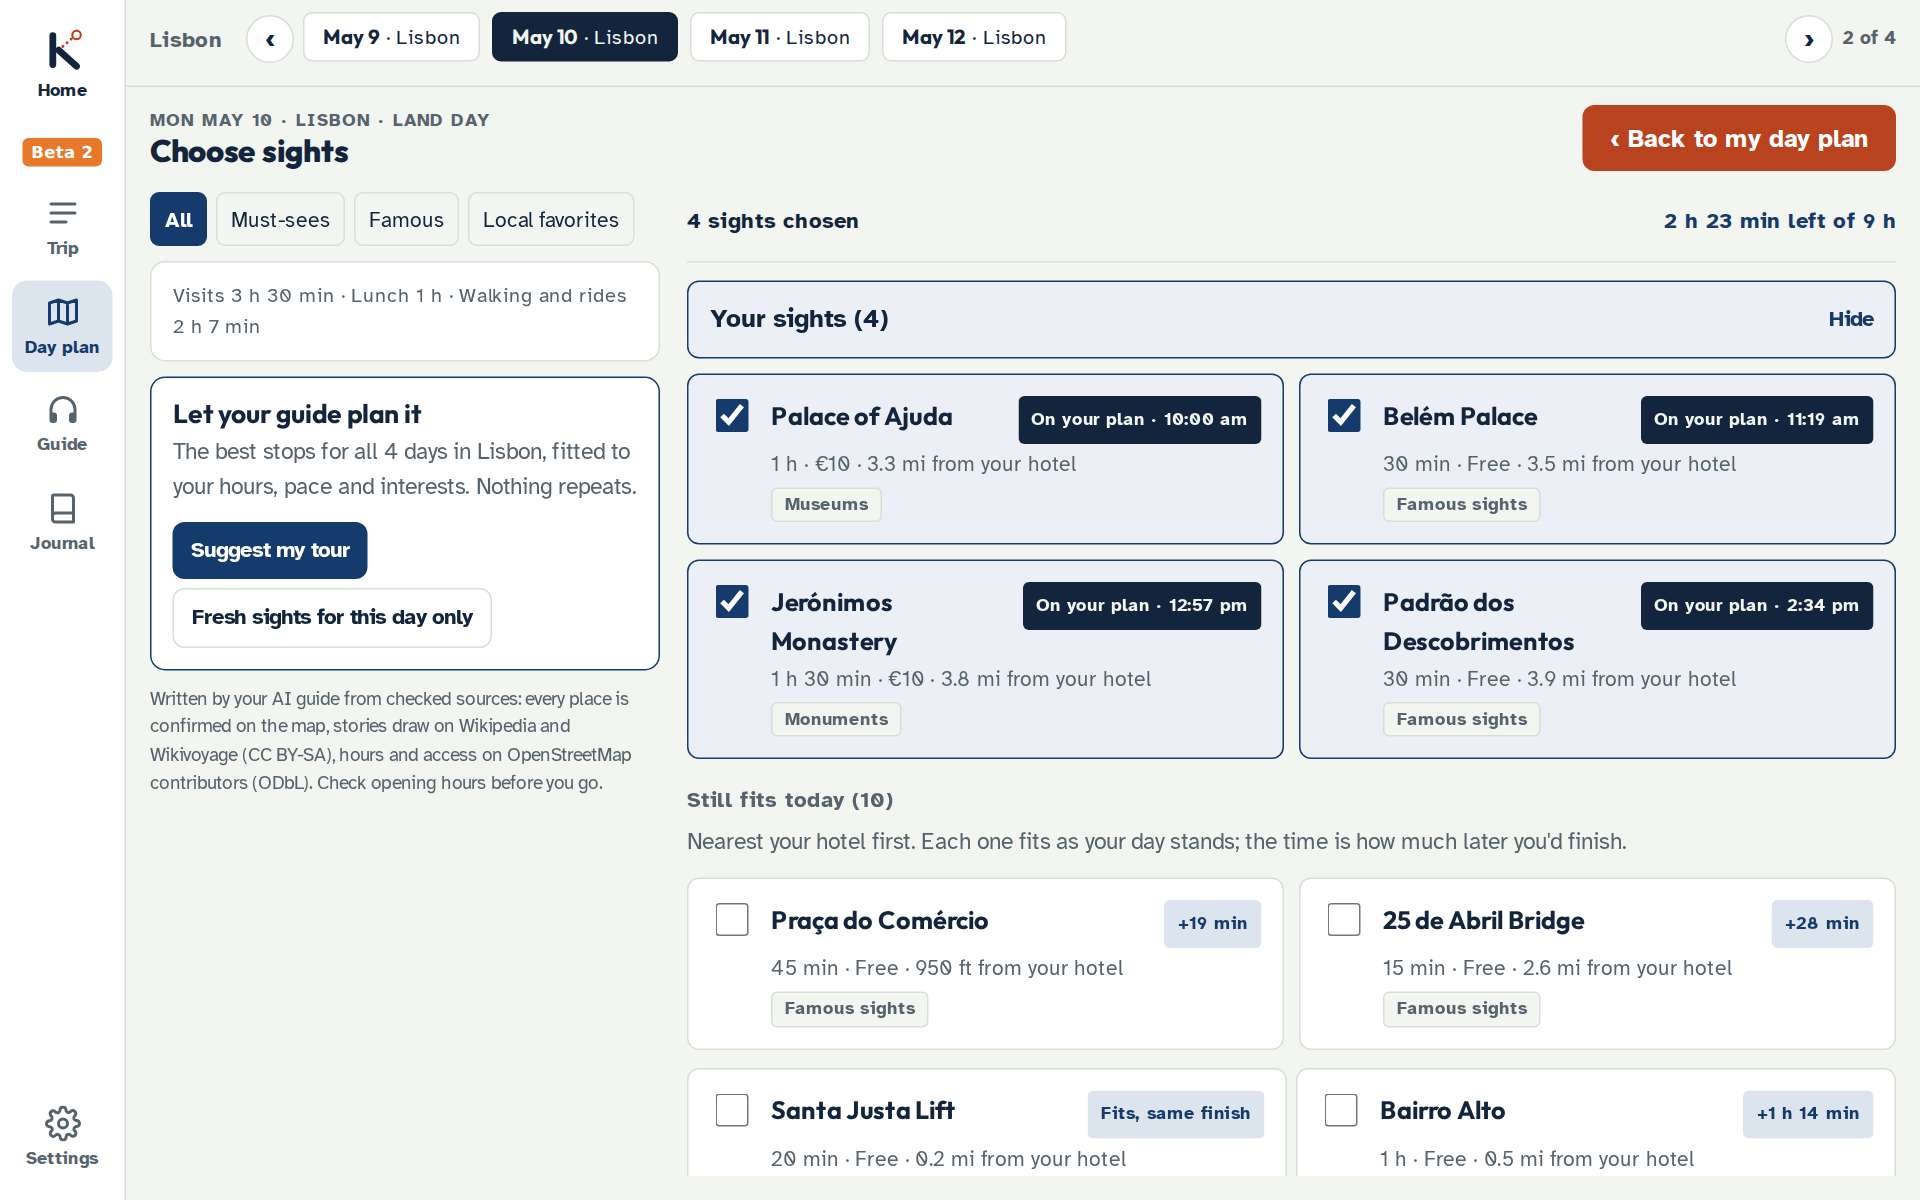 Home
Beta 2
Trip
Day plan
Guide
Journal
Settings
Lisbon
‹
May 9 · Lisbon
May 10 · Lisbon
May 11 · Lisbon
May 12 · Lisbon
›
2 of 4
MON MAY 10 · LISBON · LAND DAY
Choose sights
‹ Back to my day plan
All
Must-sees
Famous
Local favorites
Visits 3 h 30 min · Lunch 1 h · Walking and rides
2 h 7 min
Let your guide plan it
The best stops for all 4 days in Lisbon, fitted to
your hours, pace and interests. Nothing repeats.
Suggest my tour
Fresh sights for this day only
Written by your AI guide from checked sources: every place is
confirmed on the map, stories draw on Wikipedia and
Wikivoyage (CC BY-SA), hours and access on OpenStreetMap
contributors (ODbL). Check opening hours before you go.
4 sights chosen
2 h 23 min left of 9 h
Your sights (4)
Hide
Palace of Ajuda
On your plan · 10:00 am
1 h · €10 · 3.3 mi from your hotel
Museums
Belém Palace
On your plan · 11:19 am
30 min · Free · 3.5 mi from your hotel
Famous sights
Jerónimos
Monastery
On your plan · 12:57 pm
1 h 30 min · €10 · 3.8 mi from your hotel
Monuments
Padrão dos
Descobrimentos
On your plan · 2:34 pm
30 min · Free · 3.9 mi from your hotel
Famous sights
Still fits today (10)
Nearest your hotel first. Each one fits as your day stands; the time is how much later you'd finish.
Praça do Comércio
+19 min
45 min · Free · 950 ft from your hotel
Famous sights
25 de Abril Bridge
+28 min
15 min · Free · 2.6 mi from your hotel
Famous sights
Santa Justa Lift
Fits, same finish
20 min · Free · 0.2 mi from your hotel
Bairro Alto
+1 h 14 min
1 h · Free · 0.5 mi from your hotel